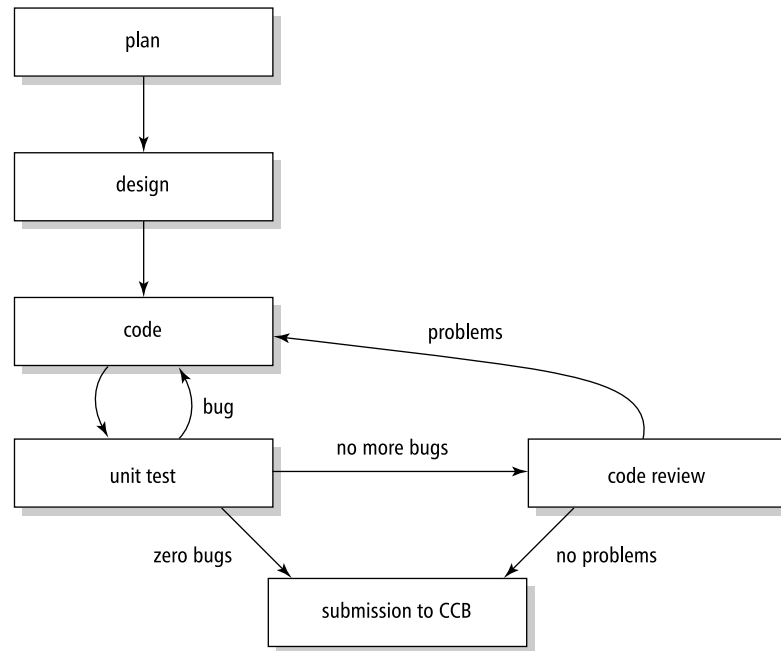 plan
design
code
problems
bug
unit test
no more bugs
code review
zero bugs
no problems
submission to CCB